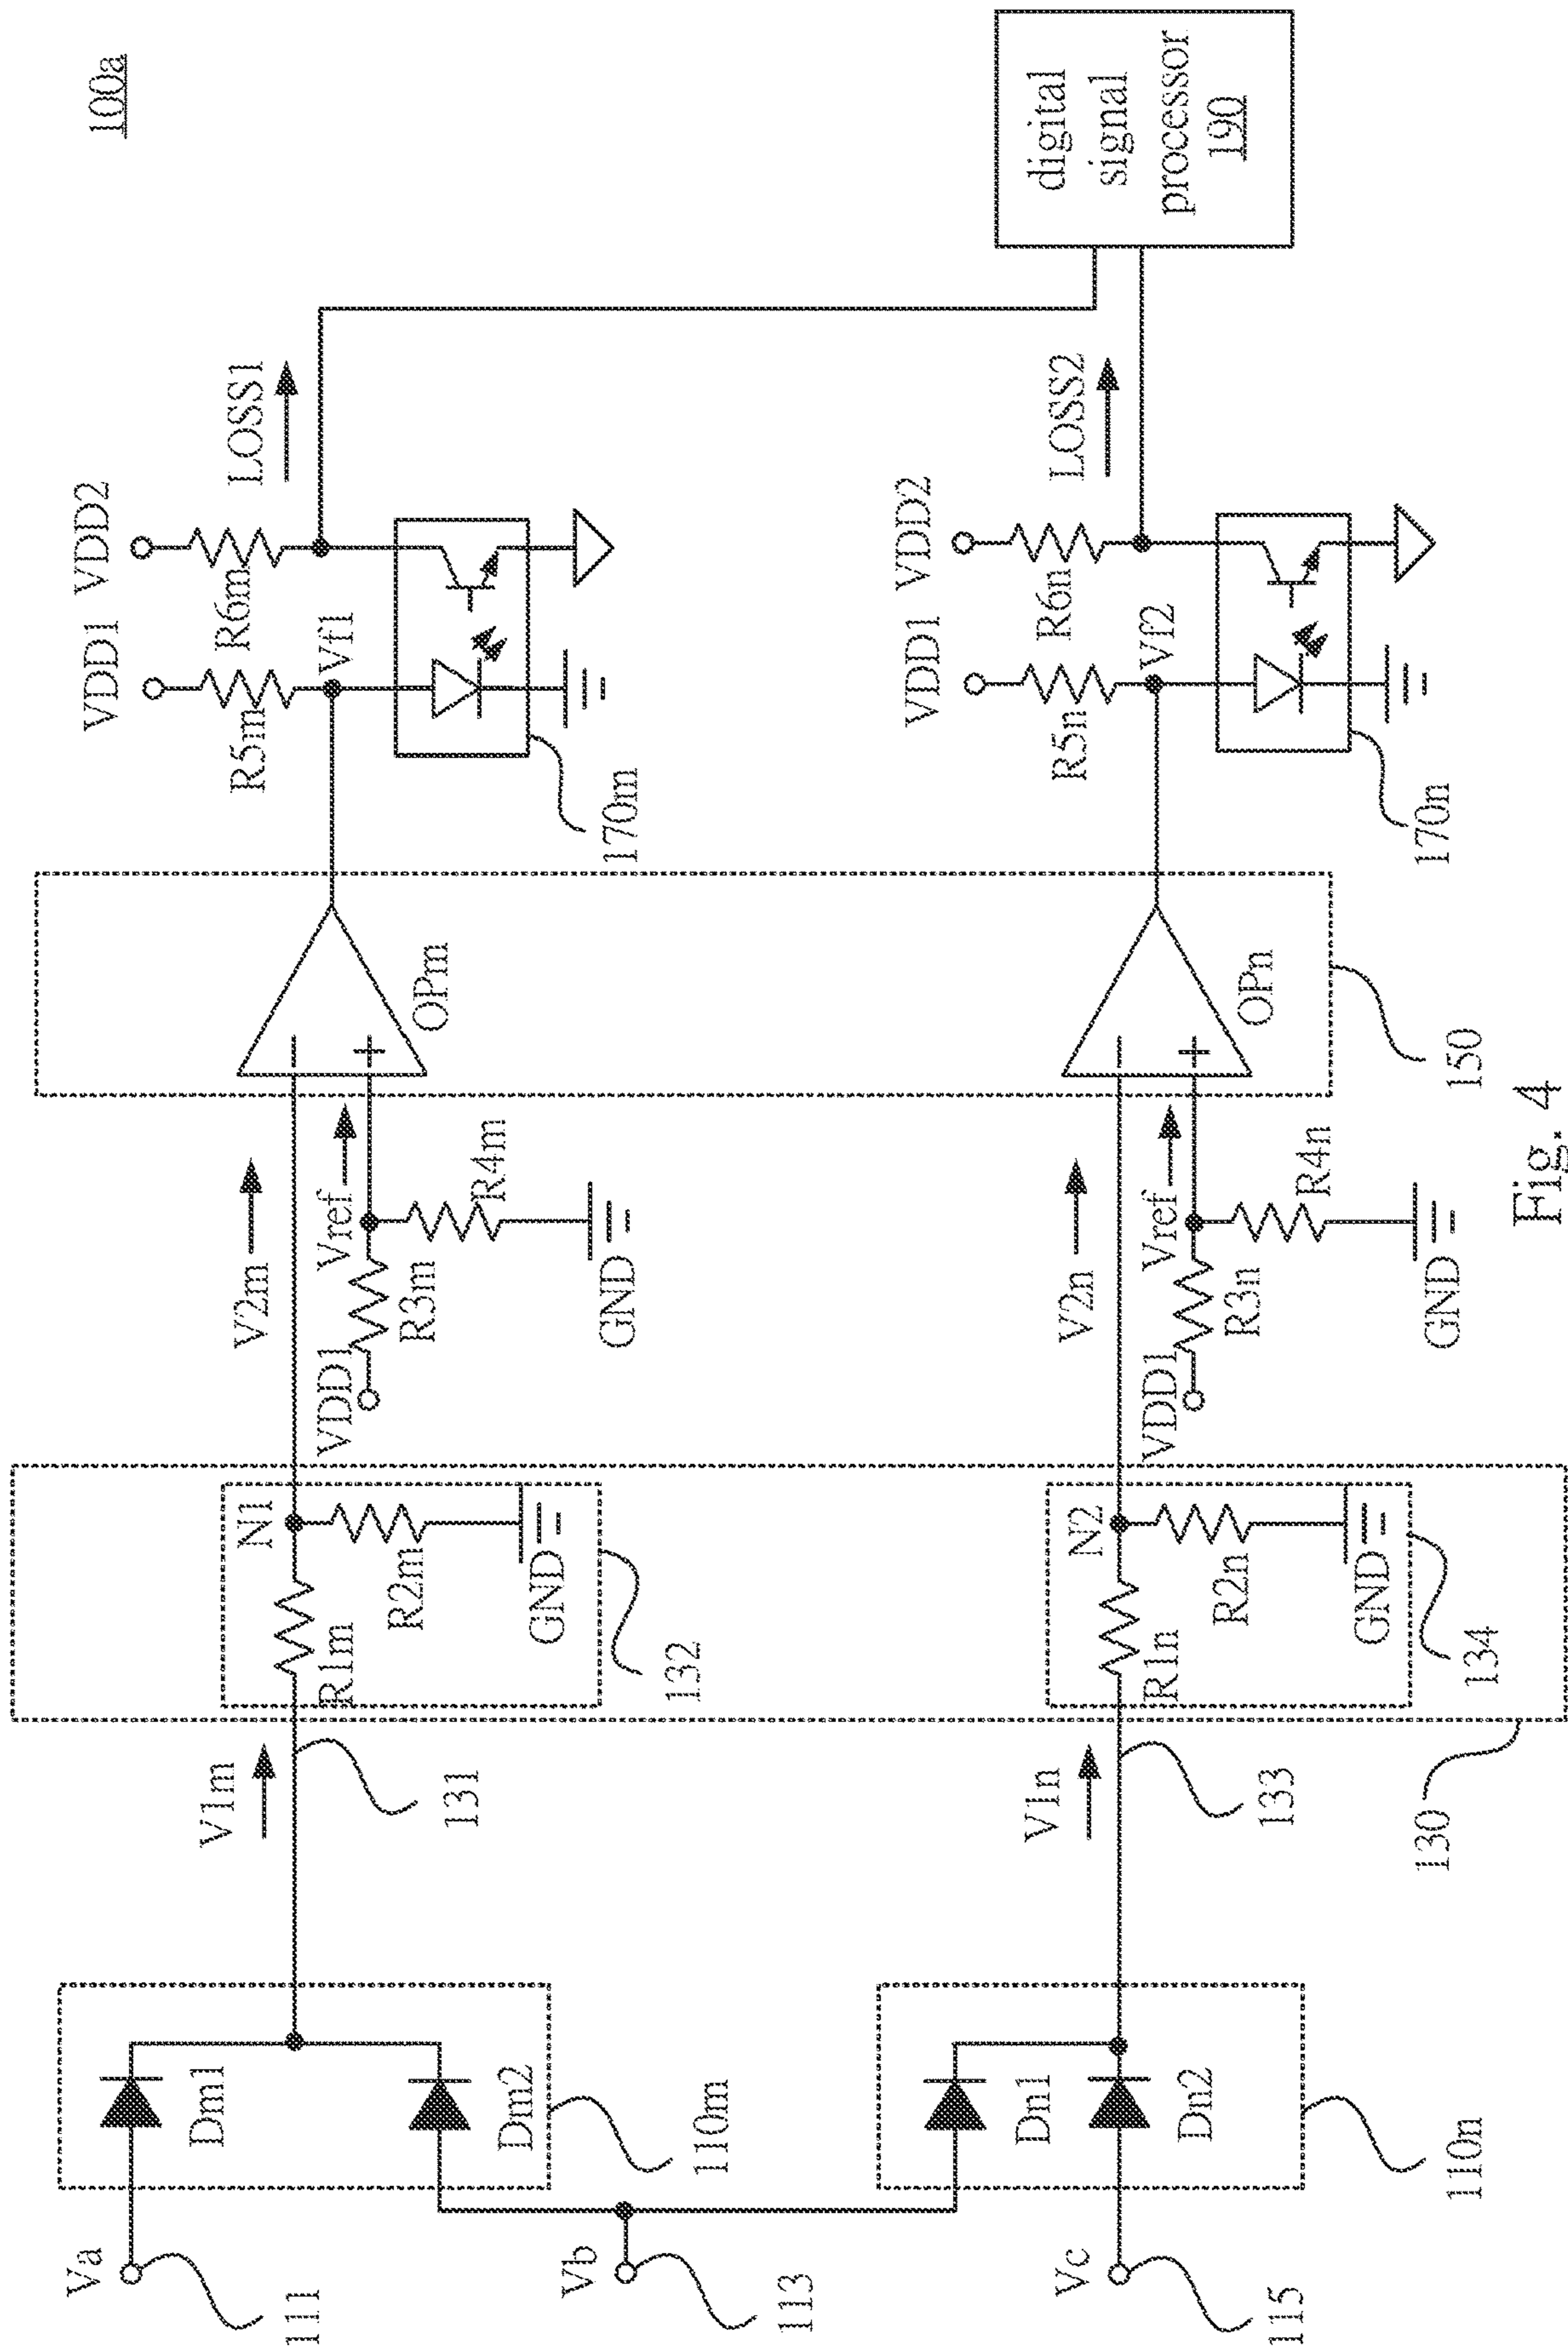 100a
Va
111
Vb
113
Vc
115
Dm1
Dm2
110m
Dn1
Dn2
110n
V1m
131
V1n
133
130
N1
R1m
R2m
GND
132
N2
R1n
R2n
GND
134
V2m
Vref
VDD1
R3m
R4m
GND
V2n
Vref
VDD1
R3n
R4n
GND
OPm
OPn
150
VDD1
VDD2
R5m
R6m
Vf1
170m
LOSS1
VDD1
VDD2
R5n
R6n
Vf2
170n
LOSS2
digital
signal
processor
190
Fig. 4